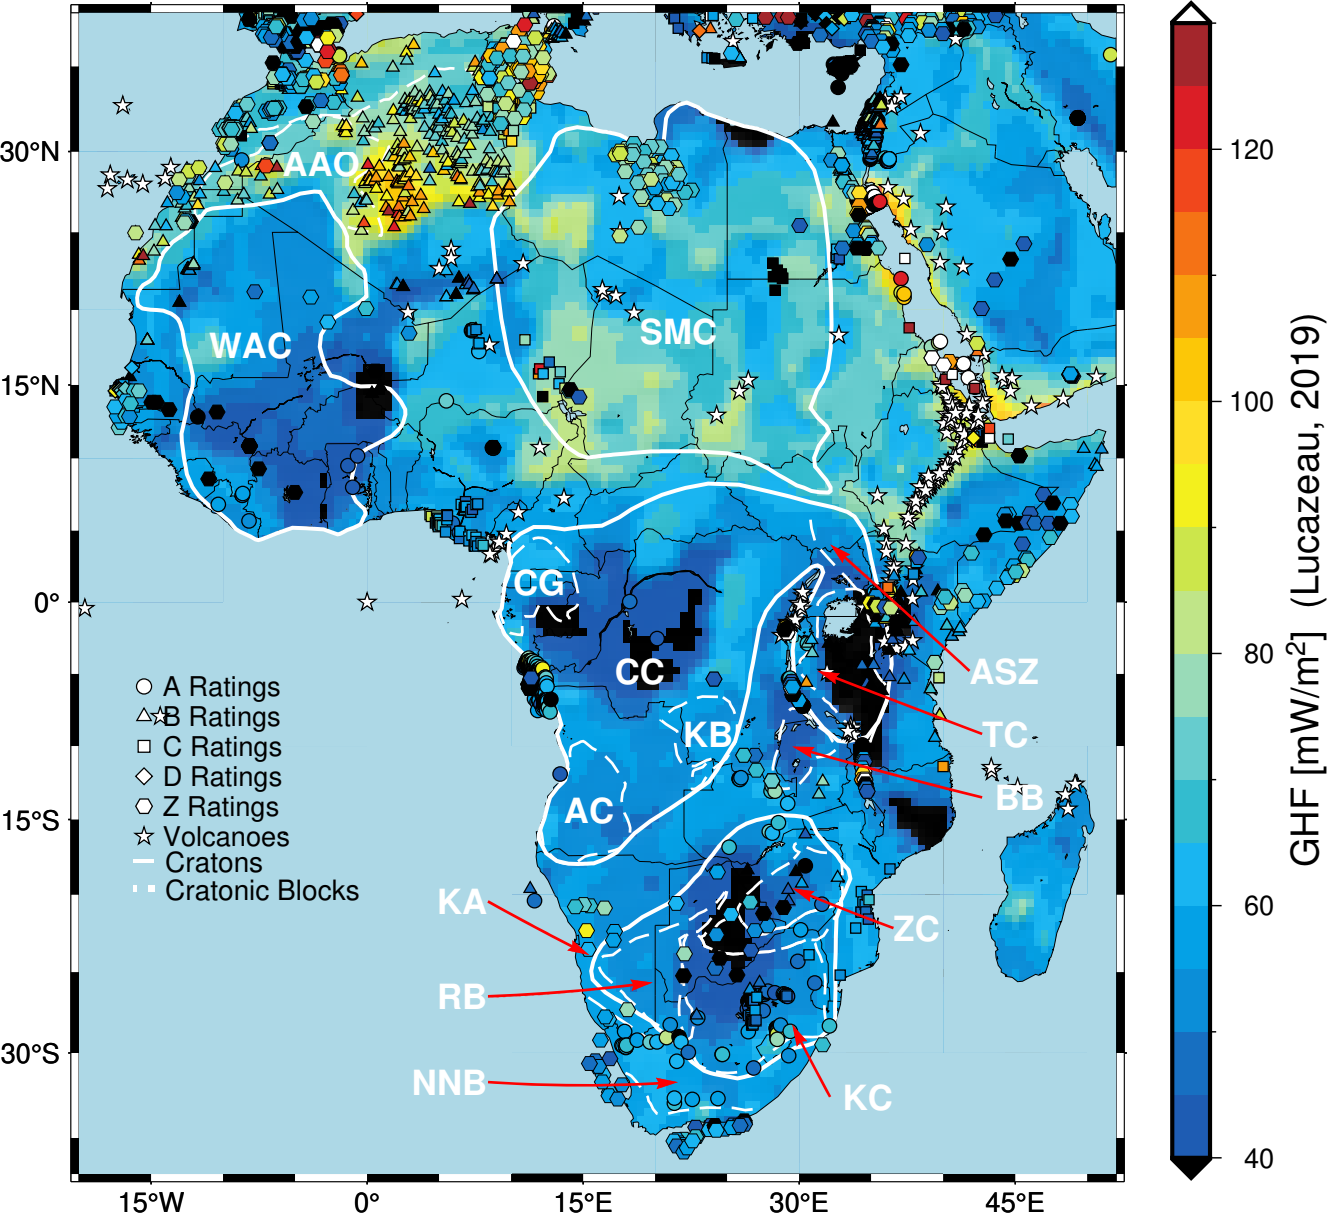 30°N
15°N
0°
15°S
30°S
15°W
0°
15°E
30°E
45°E
AAO
WAC
SMC
CG
CC
KB
AC
ASZ
TC
BB
ZC
KA
RB
NNB
KC
A Ratings
B Ratings
C Ratings
D Ratings
Z Ratings
Volcanoes
Cratons
Cratonic Blocks
120
100
80
60
40
GHF [mW/m²] (Lucazeau, 2019)